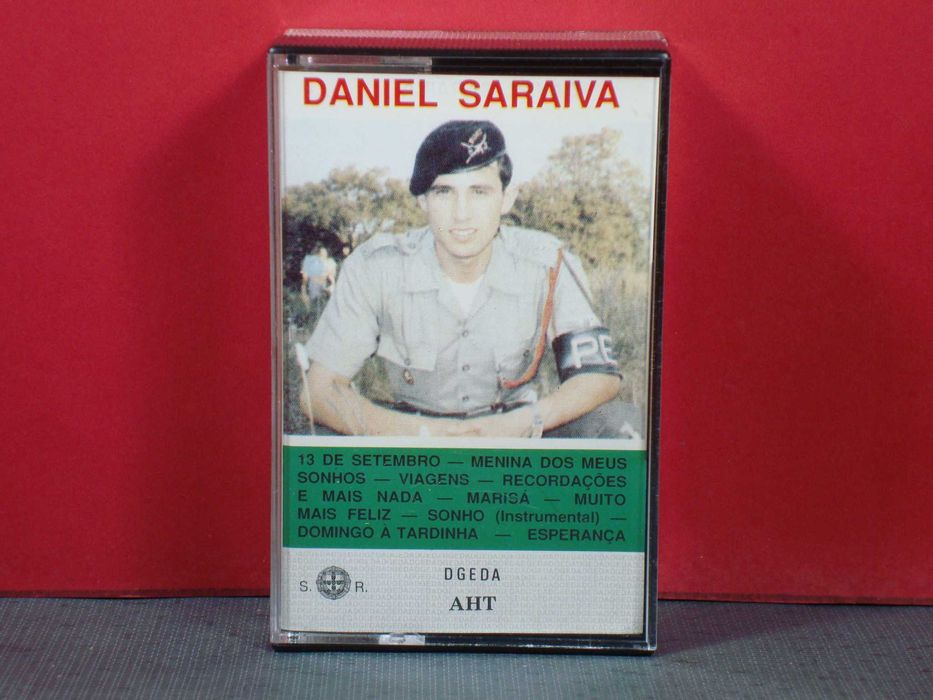 DANIEL SARAIVA
PE
13 DE SETEMBRO — MENINA DOS MEUS
SONHOS — VIAGENS — RECORDAÇÕES
E MAIS NADA — MARISA — MUITO
MAIS FELIZ — SONHO (Instrumental) —
DOMINGO À TARDINHA — ESPERANÇA
DGEDA
S. R.
AHT